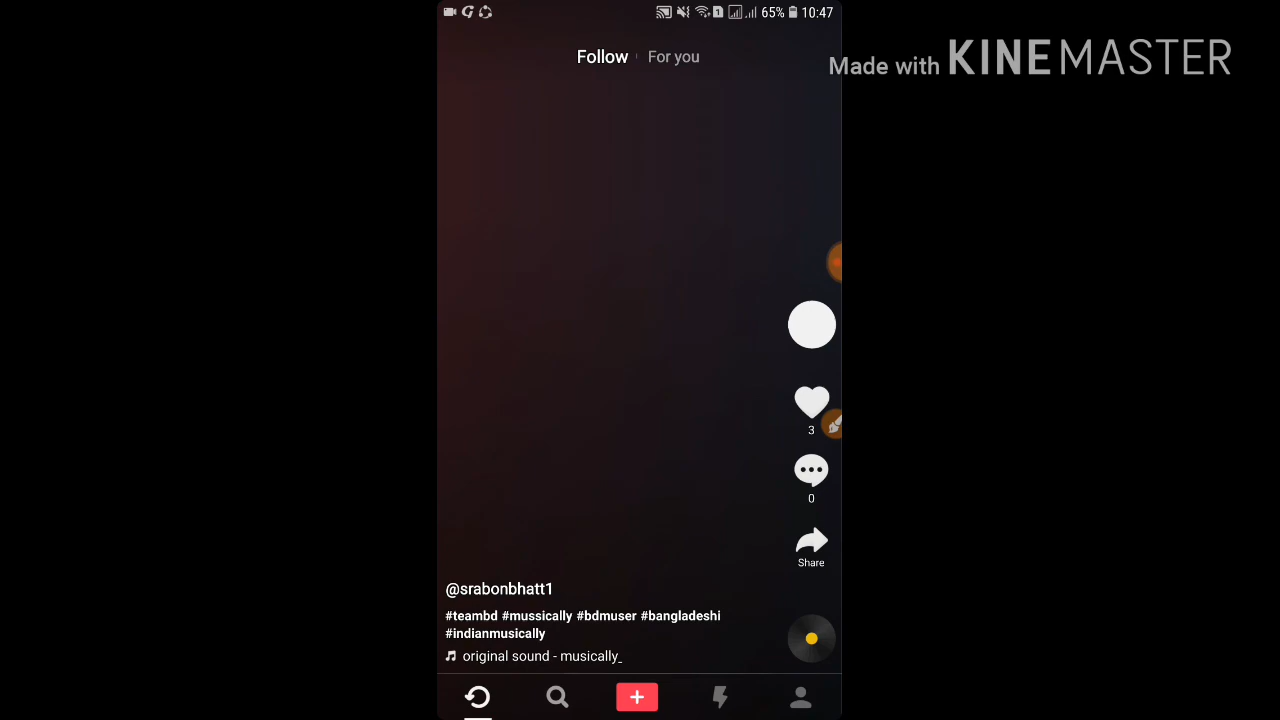 65% 10:47
Follow For you
Made with KINEMASTER
3
0
Share
@srabonbhatt1
#teambd #mussically #bdmuser #bangladeshi
#indianmusically
original sound - musically_